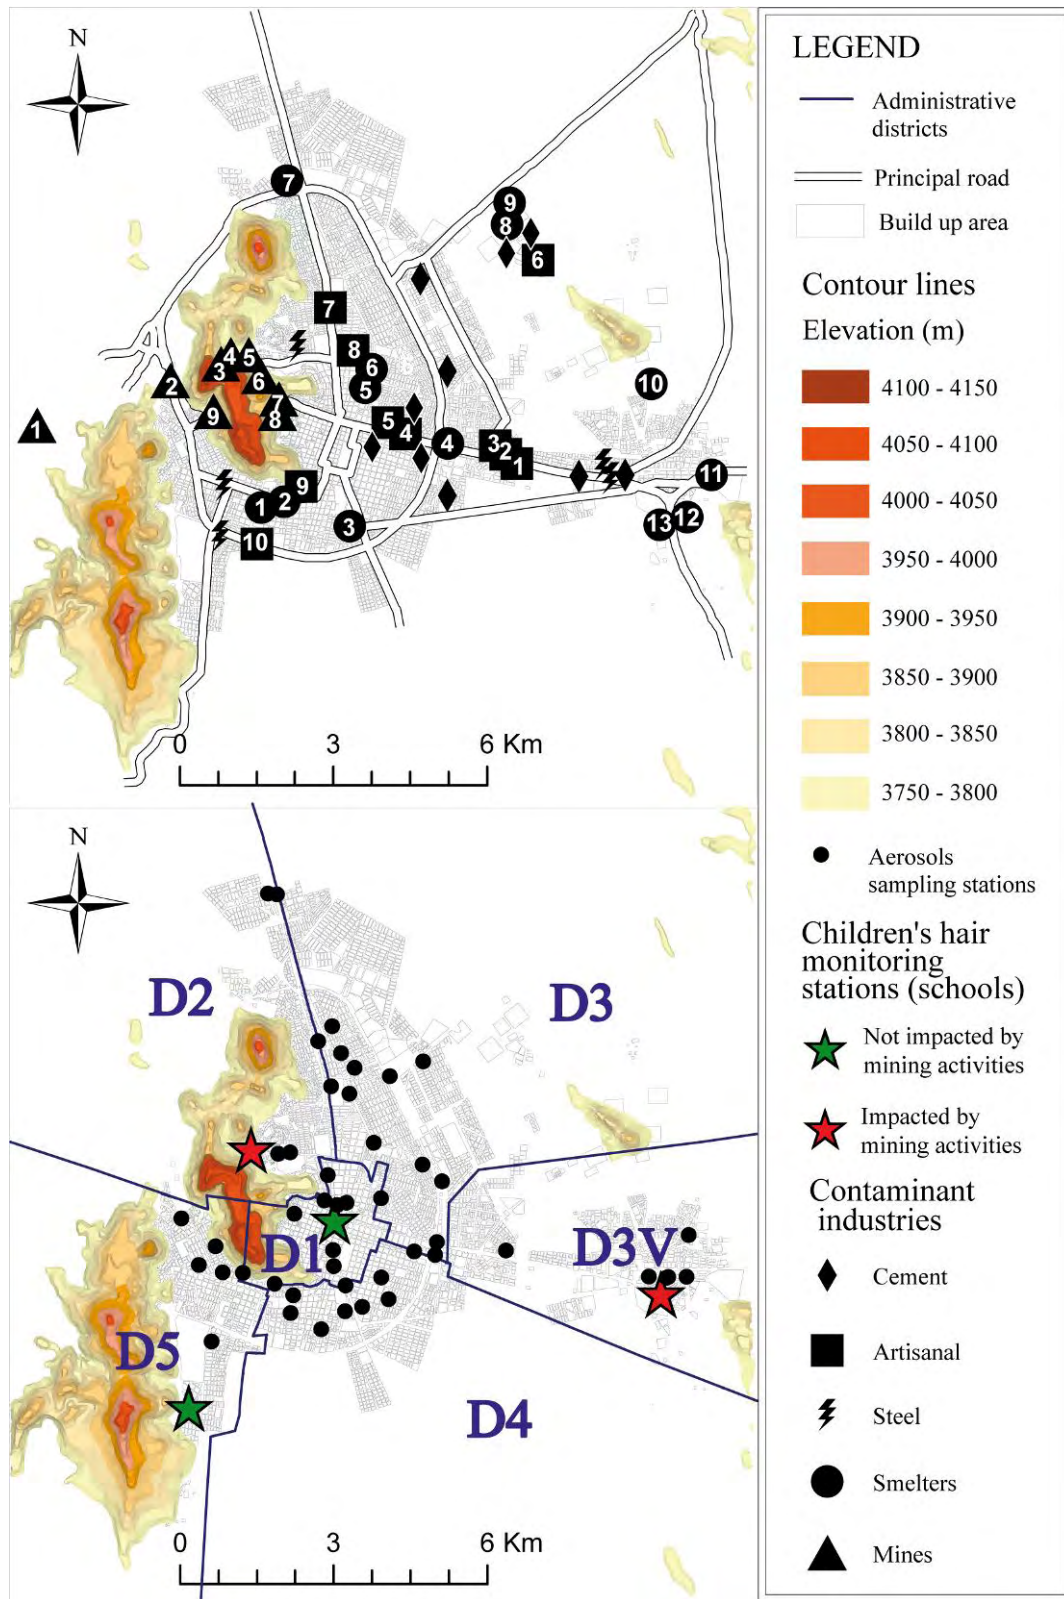 N
7
9
8
6
7
8
6
5
10
4
5
3
6
2
7
9
8
1
5
4
4
3
2
1
11
9
2
1
3
13
12
10
0
3
6 Km
N
D2
D3
D1
D3V
D5
D4
0
3
6 Km
LEGEND
Administrative
districts
Principal road
Build up area
Contour lines
Elevation (m)
4100 - 4150
4050 - 4100
4000 - 4050
3950 - 4000
3900 - 3950
3850 - 3900
3800 - 3850
3750 - 3800
Aerosols
sampling stations
Children's hair
monitoring
stations (schools)
Not impacted by
mining activities
Impacted by
mining activities
Contaminant
industries
Cement
Artisanal
Steel
Smelters
Mines